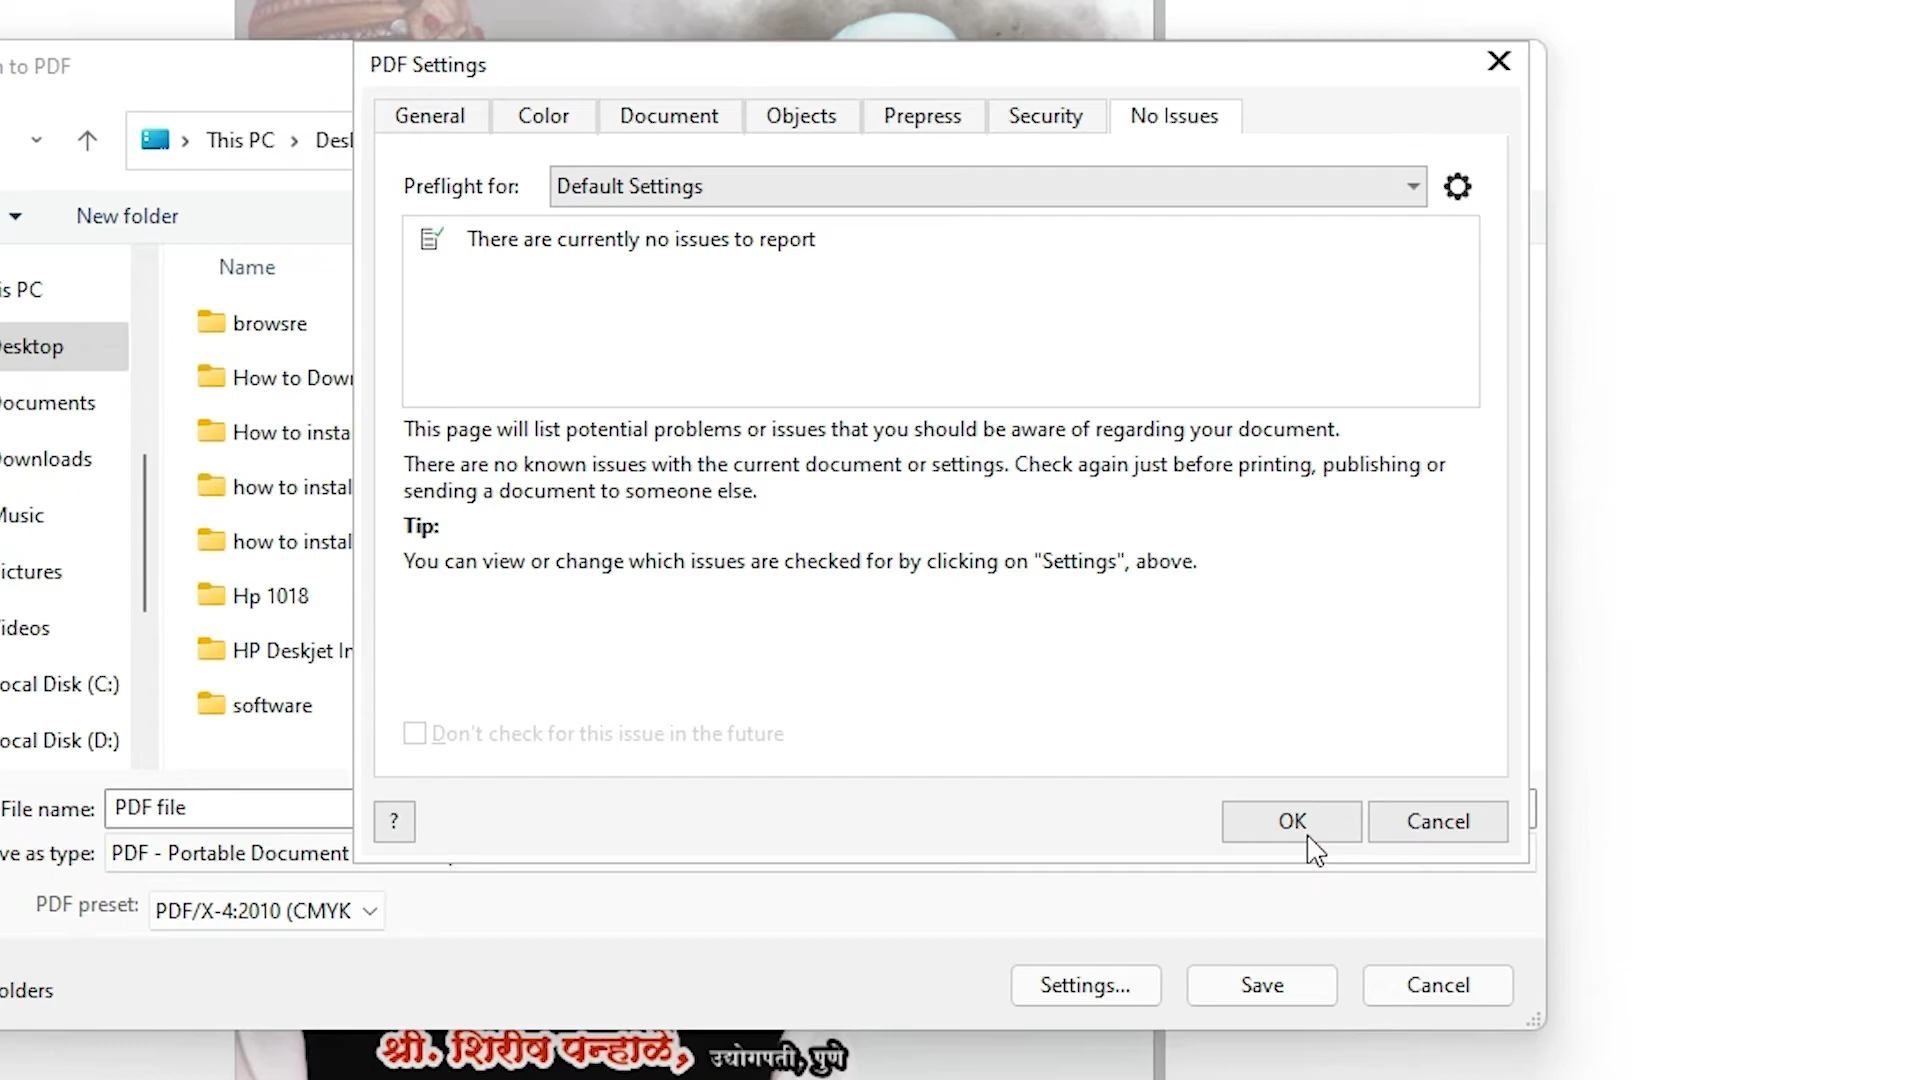 to PDF
PDF Settings
General
Color
Document
Objects
Prepress
Security
No Issues
This PC
Desk
Preflight for:
Default Settings
New folder
There are currently no issues to report
Name
is PC
browsre
esktop
How to Down
ocuments
How to insta
This page will list potential problems or issues that you should be aware of regarding your document.
ownloads
There are no known issues with the current document or settings. Check again just before printing, publishing or
sending a document to someone else.
how to instal
Music
Tip:
how to instal
You can view or change which issues are checked for by clicking on "Settings", above.
ictures
Hp 1018
ideos
HP Deskjet In
ocal Disk (C:)
software
ocal Disk (D:)
Don't check for this issue in the future
File name:
PDF file
?
OK
Cancel
ve as type:
PDF - Portable Document
PDF preset:
PDF/X-4:2010 (CMYK
olders
Settings...
Save
Cancel
श्री. शिरीष पन्हाळे, उद्योगपती, पुणे